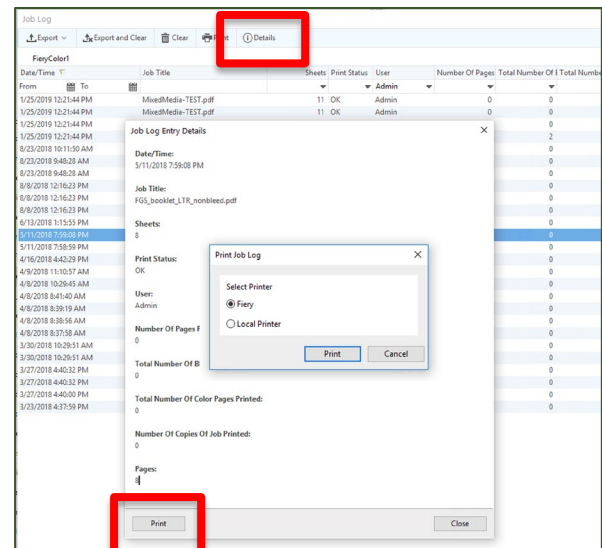 Job Log
Export Export and Clear Clear Print Details
FieryColor1
Date/Time Job Title Sheets Print Status User Number Of Pages Total Number Of Total Numbe
From To Admin
1/25/2019 12:21:44 PM MixedMedia-TEST.pdf 11 OK Admin 0 0
1/25/2019 12:21:44 PM MixedMedia-TEST.pdf 11 OK Admin 0 0
1/25/2019 12:21:44 PM 0
1/25/2019 12:21:44 PM 2
8/23/2018 10:11:50 AM 0
8/23/2018 9:48:28 AM 0
8/23/2018 9:48:28 AM 0
8/8/2018 12:16:23 PM 0
8/8/2018 12:16:23 PM 0
8/8/2018 12:16:23 PM 0
6/13/2018 1:15:55 PM 0
5/11/2018 7:59:08 PM 0
5/11/2018 7:58:59 PM 0
4/16/2018 4:42:29 PM 0
4/9/2018 11:10:57 AM 0
4/8/2018 10:29:45 AM 0
4/8/2018 8:41:40 AM 0
4/8/2018 8:39:19 AM 0
4/8/2018 8:38:56 AM 0
4/8/2018 8:37:58 AM 0
3/30/2018 10:29:51 AM 0
3/30/2018 10:29:51 AM 0
3/27/2018 4:40:32 PM 0
3/27/2018 4:40:32 PM 0
3/27/2018 4:40:00 PM 0
3/23/2018 4:37:59 PM 0
Job Log Entry Details
Date/Time:
5/11/2018 7:59:08 PM
Job Title:
FGS_booklet_LTR_nonbleed.pdf
Sheets:
8
Print Status:
OK
User:
Admin
Number Of Pages
0
Total Number Of
0
Total Number Of Color Pages Printed:
0
Number Of Copies Of Job Printed:
0
Pages:
8
Print Close
Print Job Log
Select Printer
Fiery
Local Printer
Print Cancel